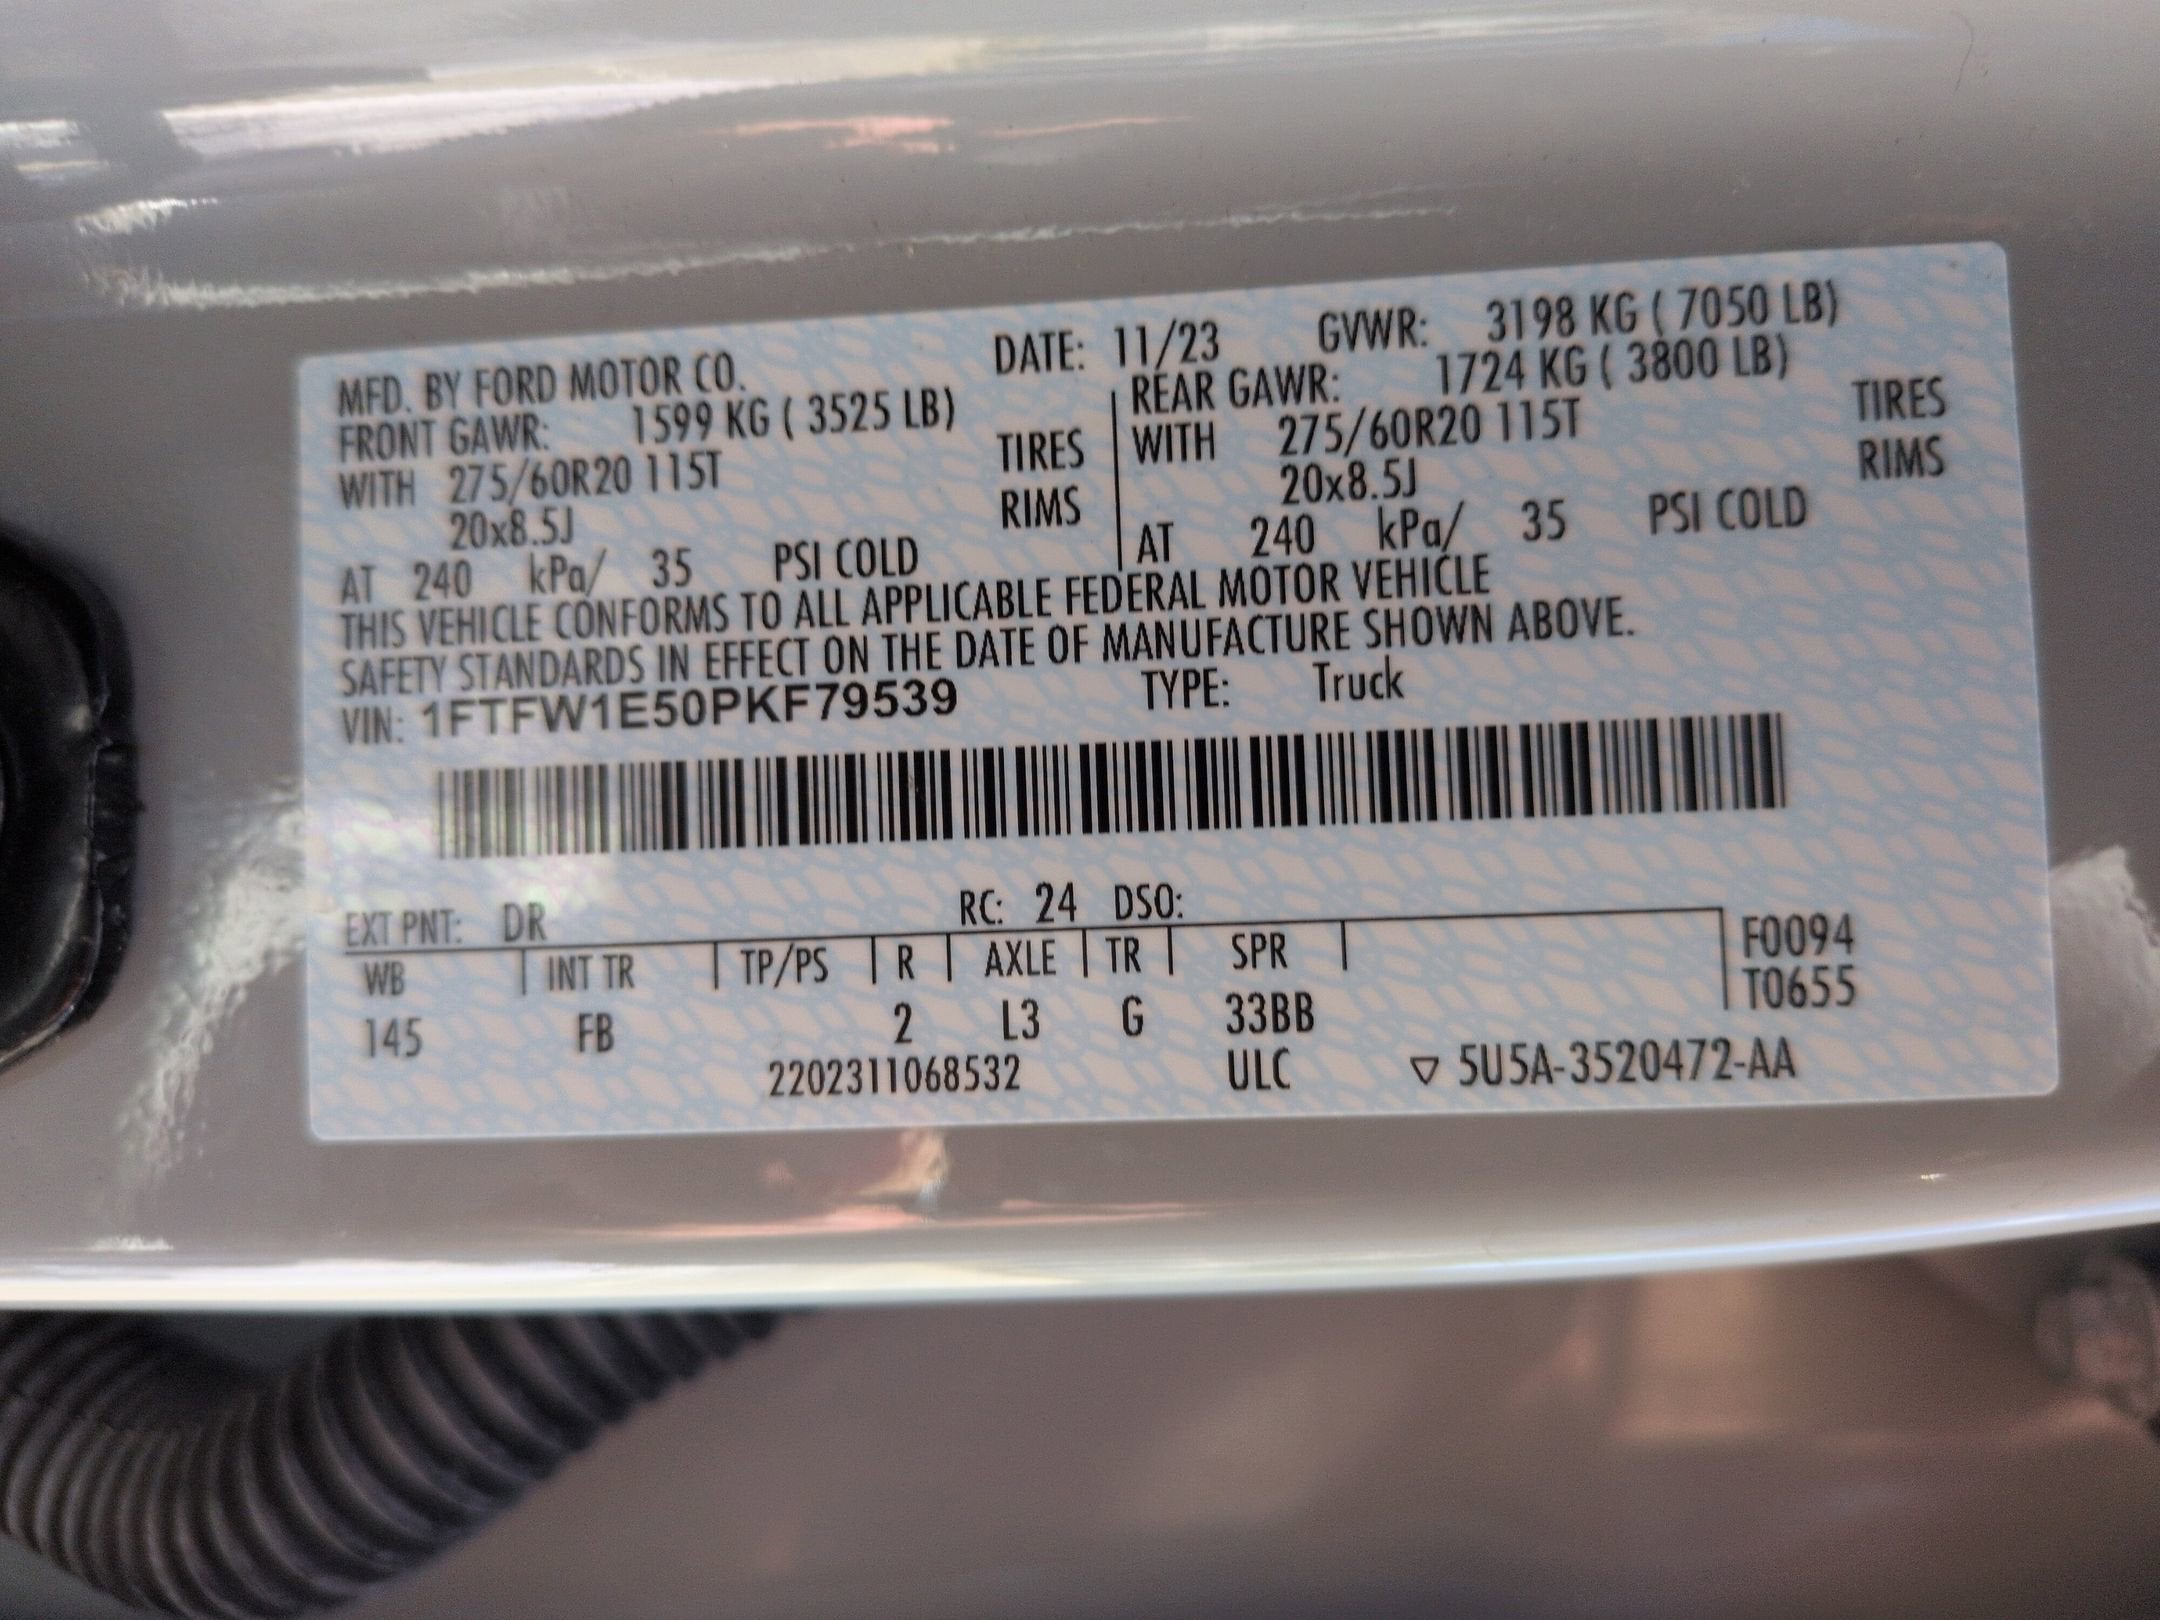 MFD. BY FORD MOTOR CO. DATE: 11/23 GVWR: 3198 KG ( 7050 LB)
FRONT GAWR: 1599 KG ( 3525 LB) REAR GAWR: 1724 KG ( 3800 LB)
WITH 275/60R20 115T TIRES WITH 275/60R20 115T TIRES
20x8.5J RIMS 20x8.5J RIMS
AT 240 kPa/ 35 PSI COLD AT 240 kPa/ 35 PSI COLD
THIS VEHICLE CONFORMS TO ALL APPLICABLE FEDERAL MOTOR VEHICLE
SAFETY STANDARDS IN EFFECT ON THE DATE OF MANUFACTURE SHOWN ABOVE.
VIN: 1FTFW1E50PKF79539 TYPE: Truck
EXT PNT: DR RC: 24 DSO:
WB INT TR TP/PS R AXLE TR SPR F0094
T0655
145 FB 2 L3 G 33BB
2202311068532 ULC ▽ 5U5A-3520472-AA